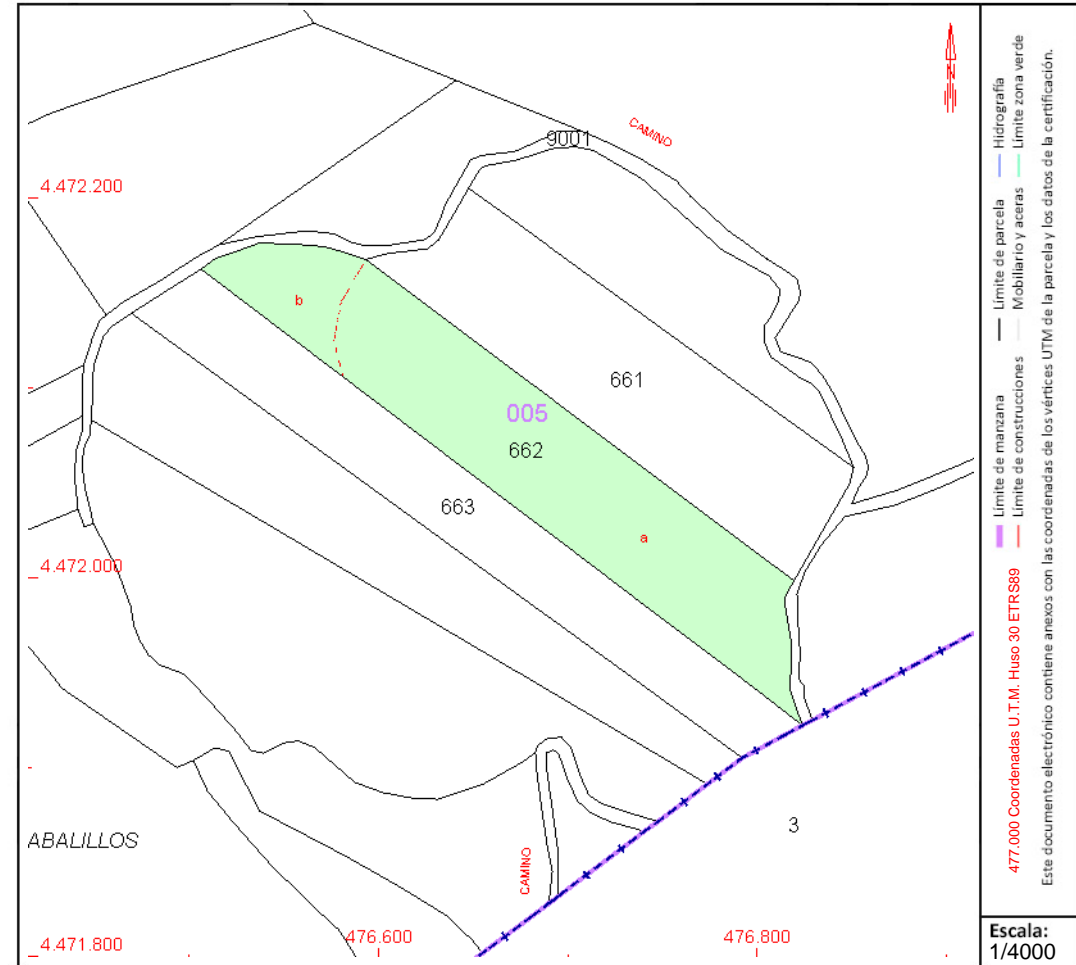 N
CAMINO
9001
4.472.200
b
661
005
662
663
a
4.472.000
3
ABALILLOS
CAMINO
4.471.800
476.600
476.800
Límite de manzana
Límite de parcela
Hidrografía
Límite de construcciones
Mobiliario y aceras
Límite zona verde
477.000 Coordenadas U.T.M. Huso 30 ETRS89
Este documento electrónico contiene anexos con las coordenadas de los vértices UTM de la parcela y los datos de la certificación.
Escala:
1/4000